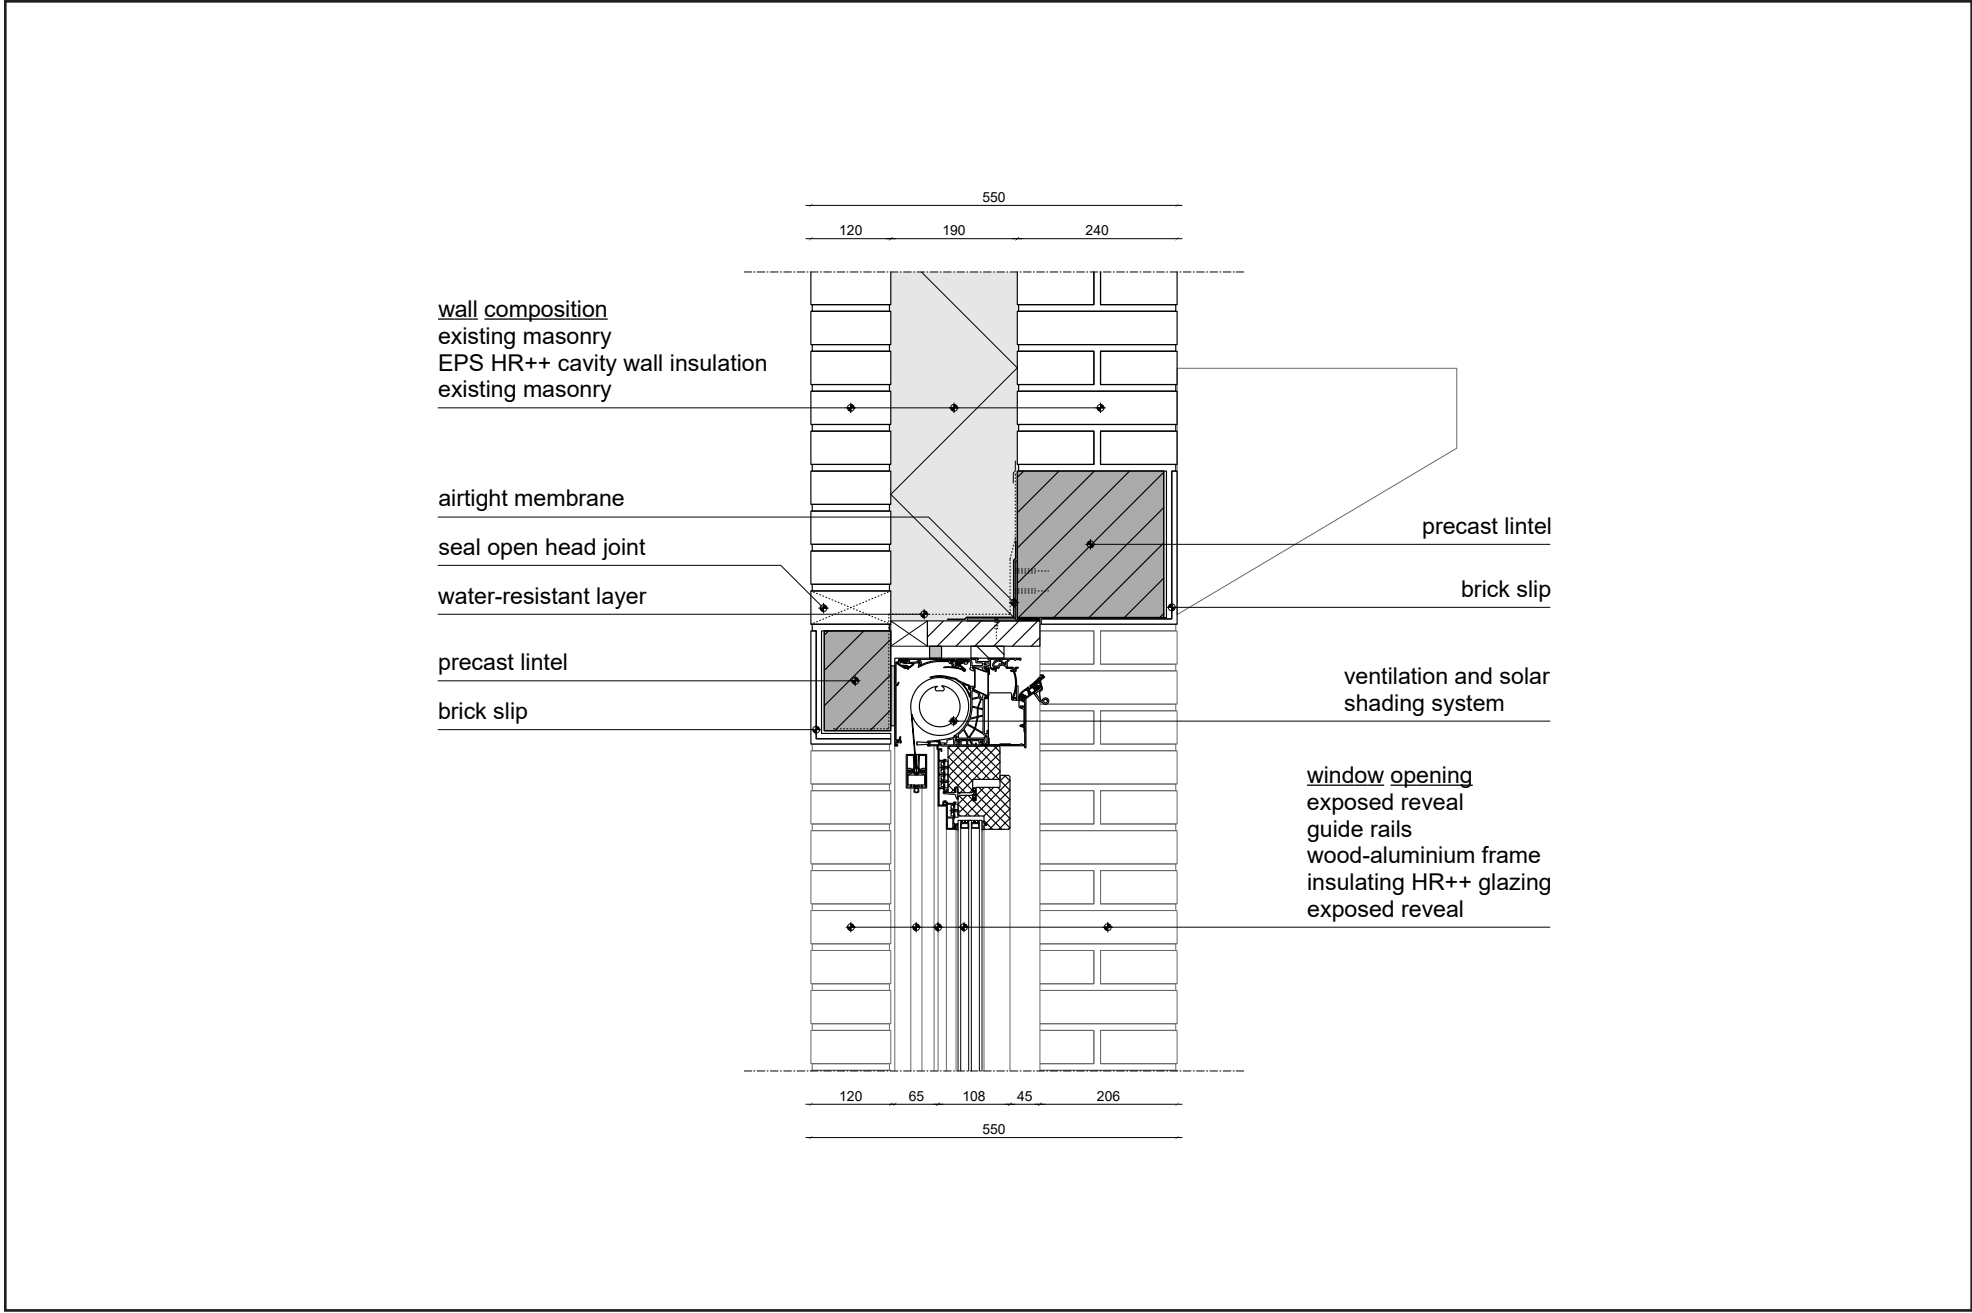 550
120 190 240
wall composition
existing masonry
EPS HR++ cavity wall insulation
existing masonry
airtight membrane
seal open head joint
water-resistant layer
precast lintel
brick slip
precast lintel
brick slip
ventilation and solar
shading system
window opening
exposed reveal
guide rails
wood-aluminium frame
insulating HR++ glazing
exposed reveal
120 65 108 45 206
550